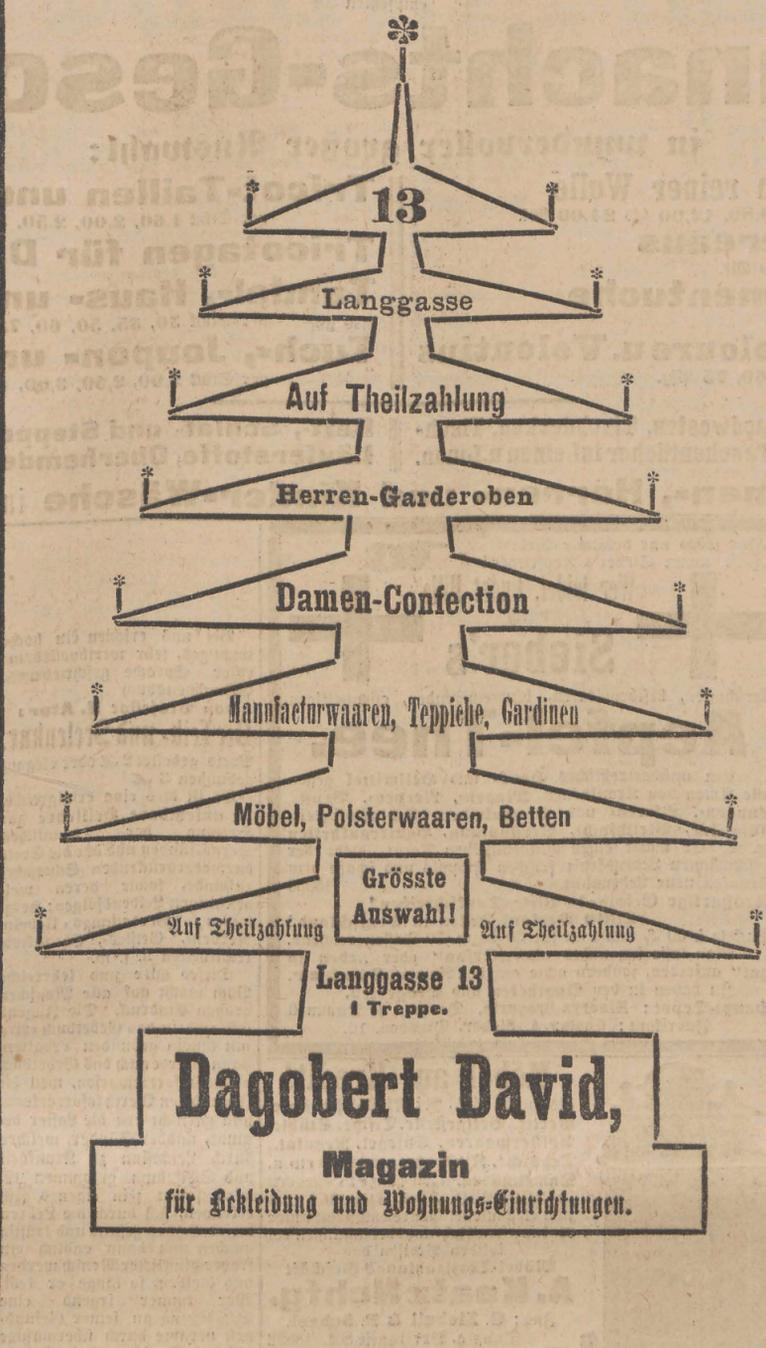 13
Langgasse
Auf Theilzahlung
Herren-Garderoben
Damen-Confection
Manufacturwaaren, Teppiche, Gardinen
Möbel, Polsterwaaren, Betten
Grösste
Auswahl!
Auf Theilzahlung Auf Theilzahlung
Langgasse 13
1 Treppe.
Dagobert David,
Magazin
für Bekleidung und Wohnungs-Einrichtungen.